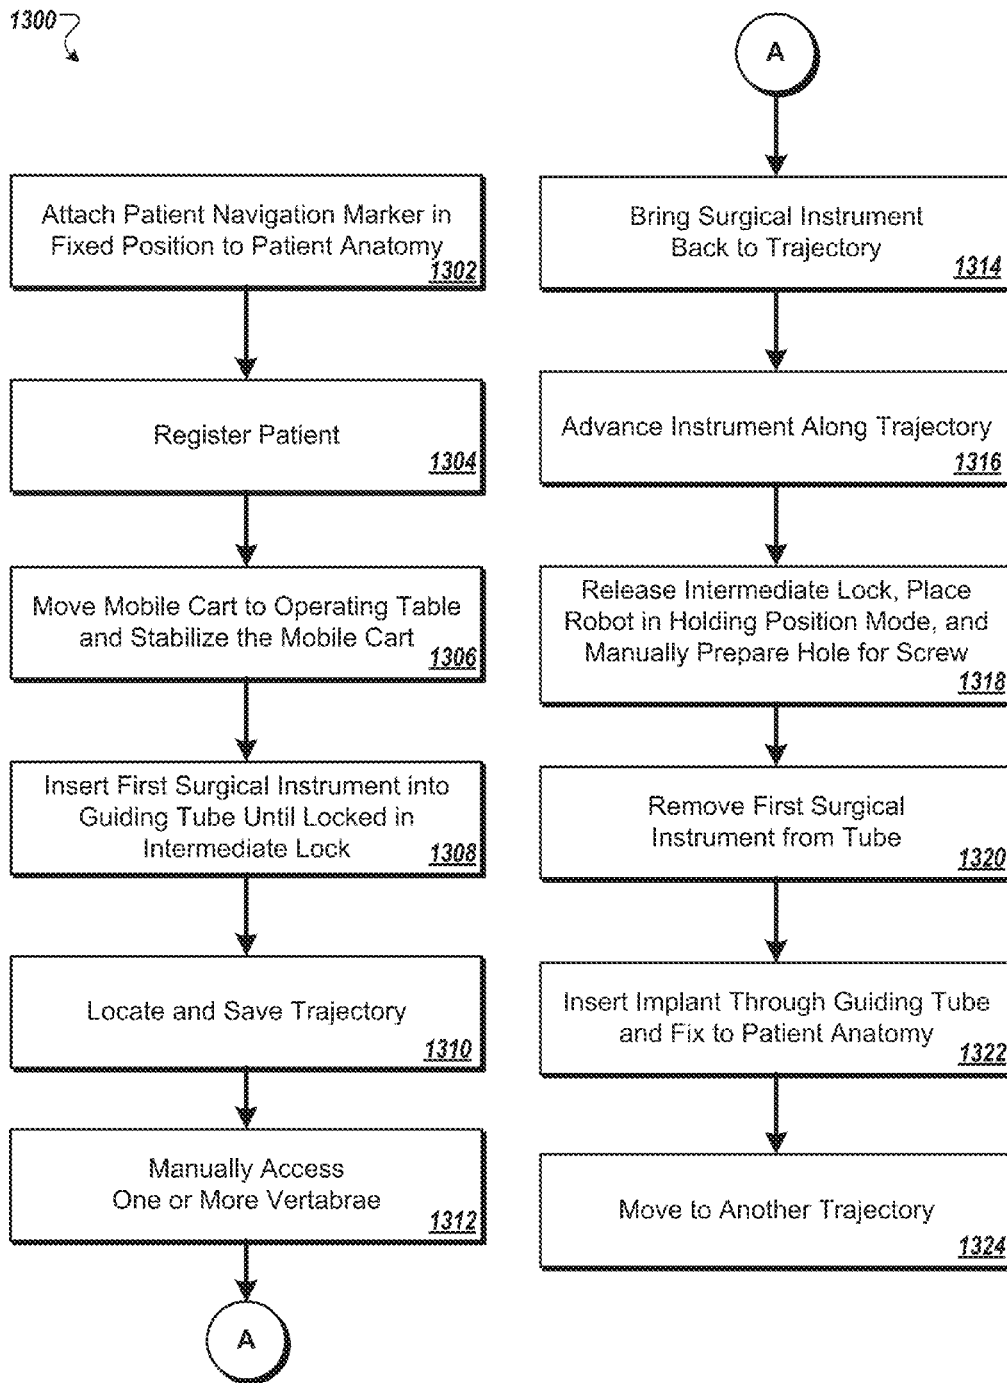 1300
Attach Patient Navigation Marker in
Fixed Position to Patient Anatomy
1302
Register Patient
1304
Move Mobile Cart to Operating Table
and Stabilize the Mobile Cart
1306
Insert First Surgical Instrument into
Guiding Tube Until Locked in
Intermediate Lock
1308
Locate and Save Trajectory
1310
Manually Access
One or More Vertabrae
1312
A
A
Bring Surgical Instrument
Back to Trajectory
1314
Advance Instrument Along Trajectory
1316
Release Intermediate Lock, Place
Robot in Holding Position Mode, and
Manually Prepare Hole for Screw
1318
Remove First Surgical
Instrument from Tube
1320
Insert Implant Through Guiding Tube
and Fix to Patient Anatomy
1322
Move to Another Trajectory
1324